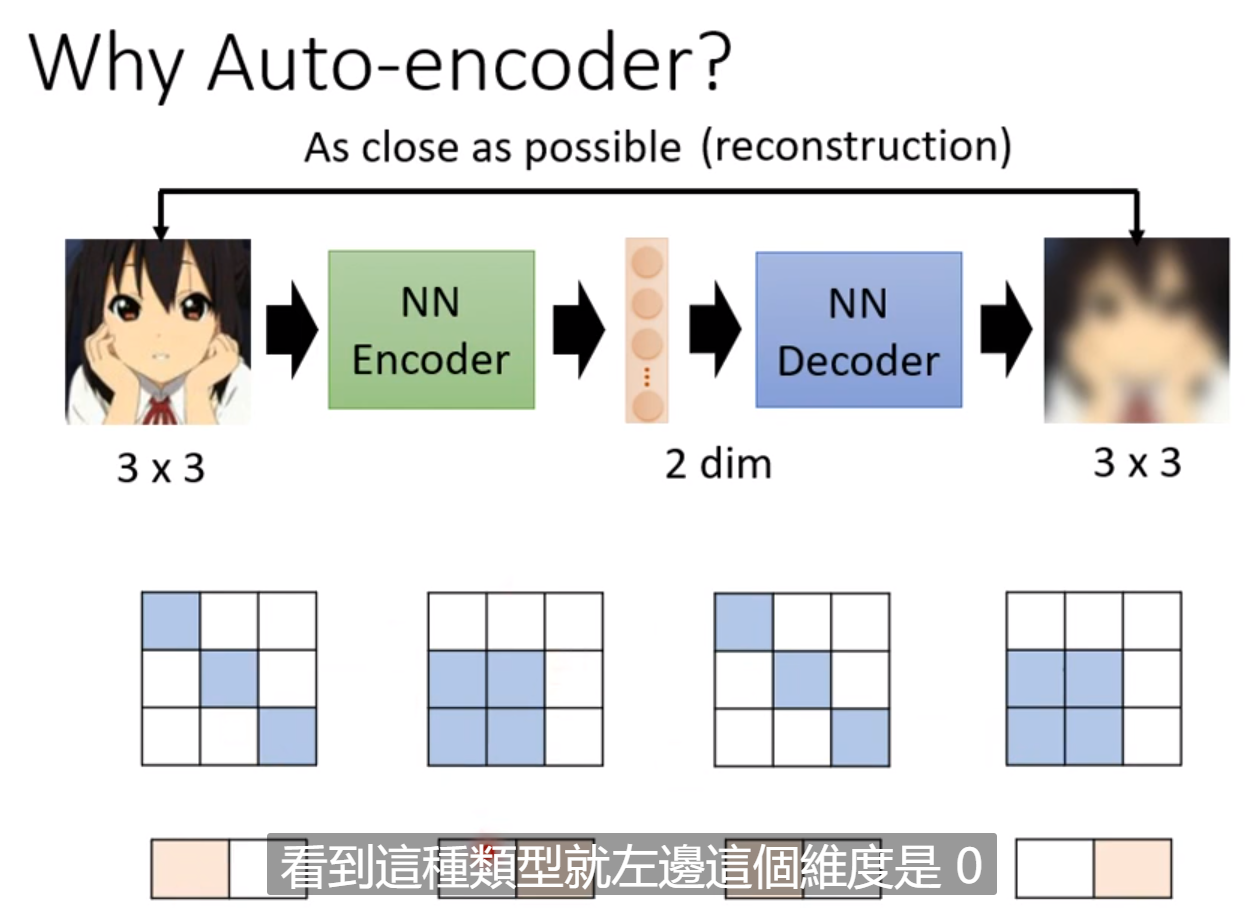 Why Auto-encoder?
As close as possible (reconstruction)
NN
Encoder
NN
Decoder
3 x 3
2 dim
3 x 3
看到這種類型就左邊這個維度是 0